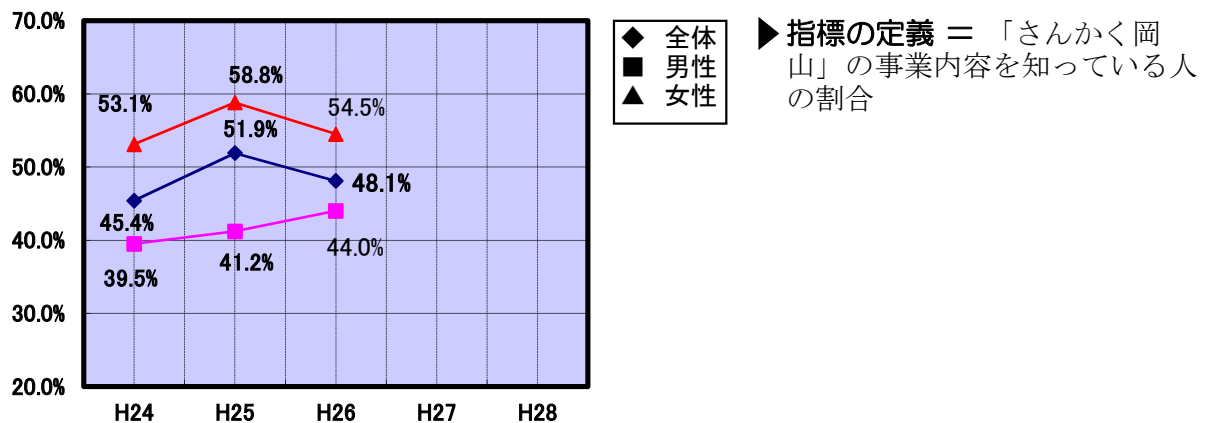 70.0%
60.0%
50.0%
40.0%
30.0%
20.0%
53.1%
58.8%
54.5%
45.4%
51.9%
48.1%
39.5%
41.2%
44.0%
H24 H25 H26 H27 H28
◆ 全体
■ 男性
▲ 女性
▶指標の定義 = 「さんかく岡
山」の事業内容を知っている人
の割合